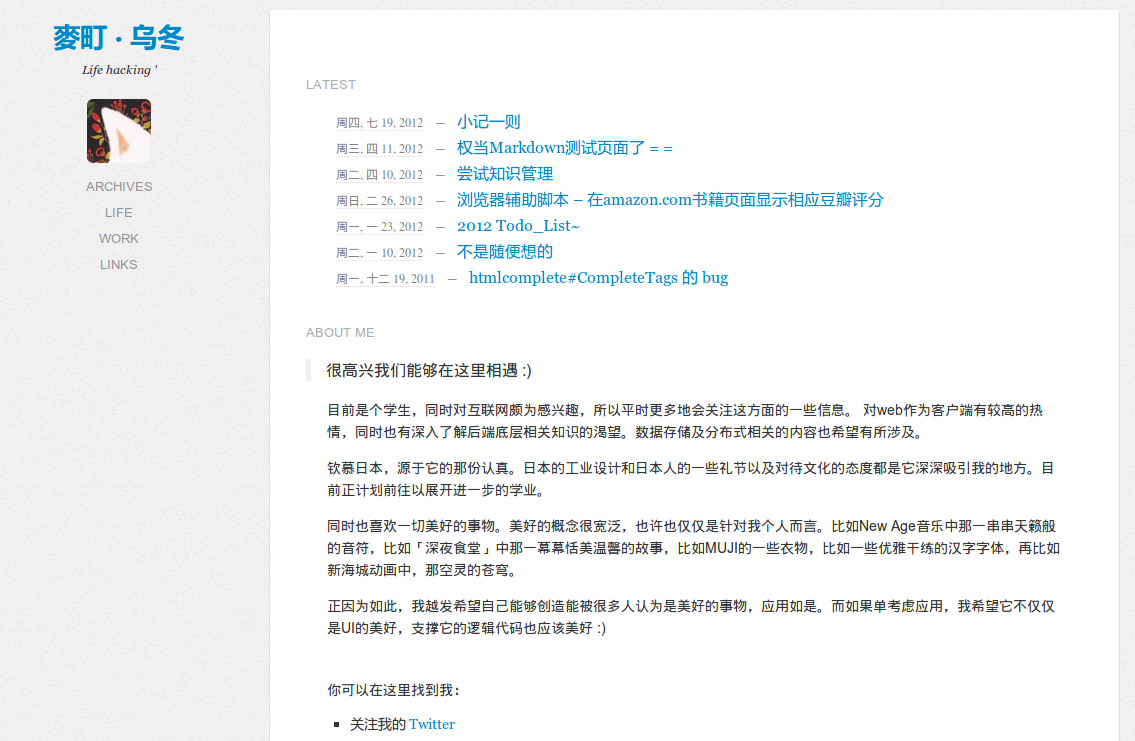 麥町 · 乌冬
Life hacking '
ARCHIVES
LIFE
WORK
LINKS
LATEST
周四, 七 19, 2012 — 小记一则
周三, 四 11, 2012 — 权当Markdown测试页面了 = =
周二, 四 10, 2012 — 尝试知识管理
周日, 二 26, 2012 — 浏览器辅助脚本 – 在amazon.com书籍页面显示相应豆瓣评分
周一, 一 23, 2012 — 2012 Todo_List~
周二, 一 10, 2012 — 不是随便想的
周一, 十二 19, 2011 — htmlcomplete#CompleteTags 的 bug
ABOUT ME
很高兴我们能够在这里相遇 :)
目前是个学生，同时对互联网颇为感兴趣，所以平时更多地会关注这方面的一些信息。 对web作为客户端有较高的热
情，同时也有深入了解后端底层相关知识的渴望。数据存储及分布式相关的内容也希望有所涉及。
钦慕日本，源于它的那份认真。日本的工业设计和日本人的一些礼节以及对待文化的态度都是它深深吸引我的地方。目
前正计划前往以展开进一步的学业。
同时也喜欢一切美好的事物。美好的概念很宽泛，也许也仅仅是针对我个人而言。比如New Age音乐中那一串串天籁般
的音符，比如「深夜食堂」中那一幕幕恬美温馨的故事，比如MUJI的一些衣物，比如一些优雅干练的汉字字体，再比如
新海城动画中，那空灵的苍穹。
正因为如此，我越发希望自己能够创造能被很多人认为是美好的事物，应用如是。而如果单考虑应用，我希望它不仅仅
是UI的美好，支撑它的逻辑代码也应该美好 :)
你可以在这里找到我：
关注我的 Twitter